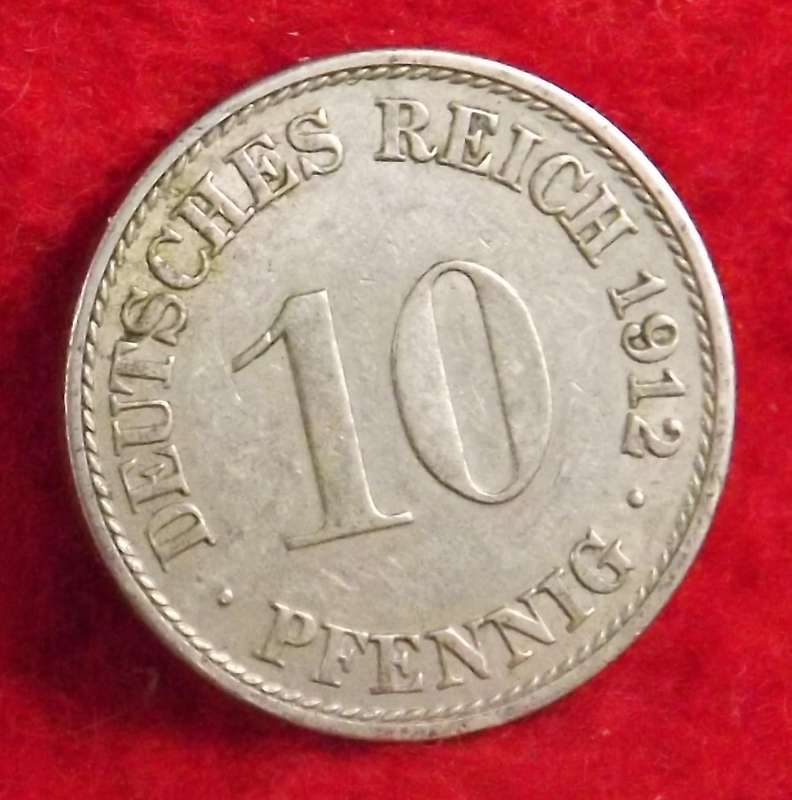 DEUTSCHES REICH 1912
10
· PFENNIG ·